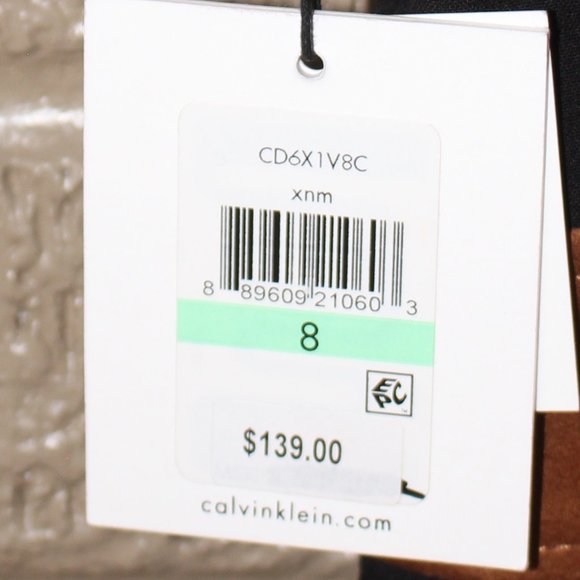 CD6X1V8C
xnm
8 89609 21060 3
8
EPC
$139.00
calvinklein.com